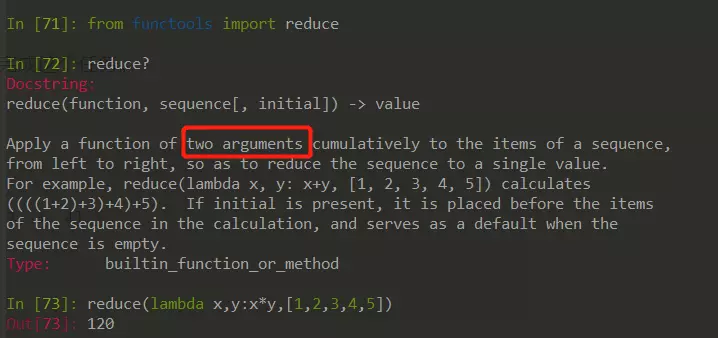 In [71]: from functools import reduce
In [72]: reduce?
Docstring:
reduce(function, sequence[, initial]) -> value
Apply a function of two arguments cumulatively to the items of a sequence,
from left to right, so as to reduce the sequence to a single value.
For example, reduce(lambda x, y: x+y, [1, 2, 3, 4, 5]) calculates
((((1+2)+3)+4)+5).  If initial is present, it is placed before the items
of the sequence in the calculation, and serves as a default when the
sequence is empty.
Type:      builtin_function_or_method
In [73]: reduce(lambda x,y:x*y,[1,2,3,4,5])
Out[73]: 120